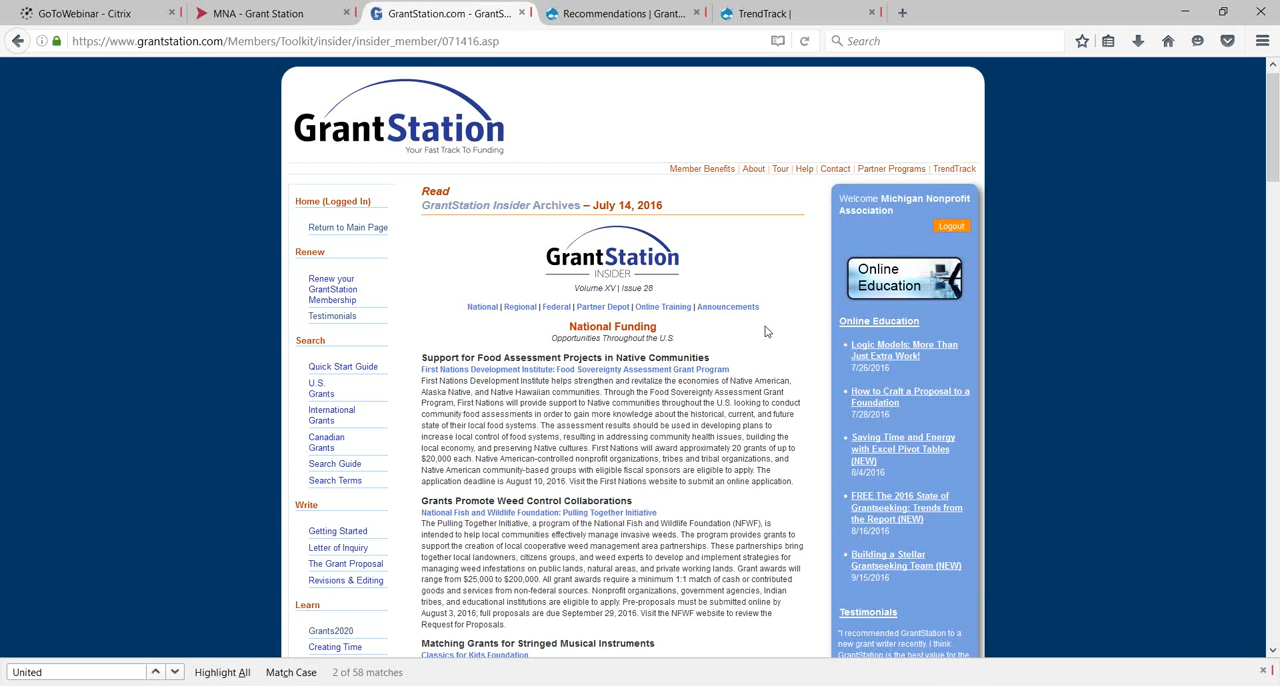 GoToWebinar - Citrix
MNA - Grant Station
GrantStation.com - GrantS...
Recommendations | Grant...
TrendTrack |
https://www.grantstation.com/Members/Toolkit/insider/insider_member/071416.asp
Search
GrantStation
Your Fast Track To Funding
Member Benefits | About | Tour | Help | Contact | Partner Programs | TrendTrack
Home (Logged In)
Return to Main Page
Renew
Renew your
GrantStation
Membership
Testimonials
Search
Quick Start Guide
U.S.
Grants
International
Grants
Canadian
Grants
Search Guide
Search Terms
Write
Getting Started
Letter of Inquiry
The Grant Proposal
Revisions & Editing
Learn
Grants2020
Creating Time
Read
GrantStation Insider Archives – July 14, 2016
GrantStation
INSIDER
Volume XV | Issue 28
National | Regional | Federal | Partner Depot | Online Training | Announcements
National Funding
Opportunities Throughout the U.S.
Support for Food Assessment Projects in Native Communities
First Nations Development Institute: Food Sovereignty Assessment Grant Program
First Nations Development Institute helps strengthen and revitalize the economies of Native American,
Alaska Native, and Native Hawaiian communities. Through the Food Sovereignty Assessment Grant
Program, First Nations will provide support to Native communities throughout the U.S. looking to conduct
community food assessments in order to gain more knowledge about the historical, current, and future
state of their local food systems. The assessment results should be used in developing plans to
increase local control of food systems, resulting in addressing community health issues, building the
local economy, and preserving Native cultures. First Nations will award approximately 20 grants of up to
$20,000 each. Native American-controlled nonprofit organizations, tribes and tribal organizations, and
Native American community-based groups with eligible fiscal sponsors are eligible to apply. The
application deadline is August 10, 2016. Visit the First Nations website to submit an online application.
Grants Promote Weed Control Collaborations
National Fish and Wildlife Foundation: Pulling Together Initiative
The Pulling Together Initiative, a program of the National Fish and Wildlife Foundation (NFWF), is
intended to help local communities effectively manage invasive weeds. The program provides grants to
support the creation of local cooperative weed management area partnerships. These partnerships bring
together local landowners, citizens groups, and weed experts to develop and implement strategies for
managing weed infestations on public lands, natural areas, and private working lands. Grant awards will
range from $25,000 to $200,000. All grant awards require a minimum 1:1 match of cash or contributed
goods and services from non-federal sources. Nonprofit organizations, government agencies, Indian
tribes, and educational institutions are eligible to apply. Pre-proposals must be submitted online by
August 3, 2016; full proposals are due September 29, 2016. Visit the NFWF website to review the
Request for Proposals.
Matching Grants for Stringed Musical Instruments
Classics for Kids Foundation
Welcome Michigan Nonprofit
Association
Logout
Online
Education
Online Education
• Logic Models: More Than
Just Extra Work!
7/26/2016
• How to Craft a Proposal to a
Foundation
7/28/2016
• Saving Time and Energy
with Excel Pivot Tables
(NEW)
8/4/2016
• FREE The 2016 State of
Grantseeking: Trends from
the Report (NEW)
8/16/2016
• Building a Stellar
Grantseeking Team (NEW)
9/15/2016
Testimonials
"I recommended GrantStation to a
new grant writer recently. I think
GrantStation is the best value for the
United
Highlight All
Match Case
2 of 58 matches